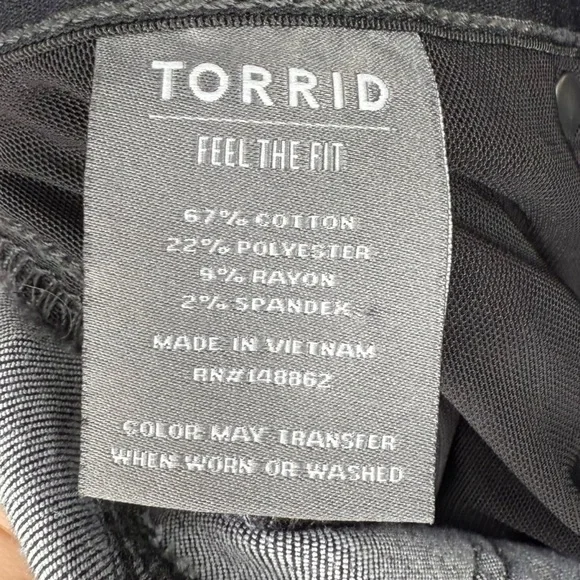 TORRID
FEEL THE FIT
67% COTTON
22% POLYESTER
9% RAYON
2% SPANDEX
MADE IN VIETNAM
RN#148862
COLOR MAY TRANSFER
WHEN WORN OR WASHED